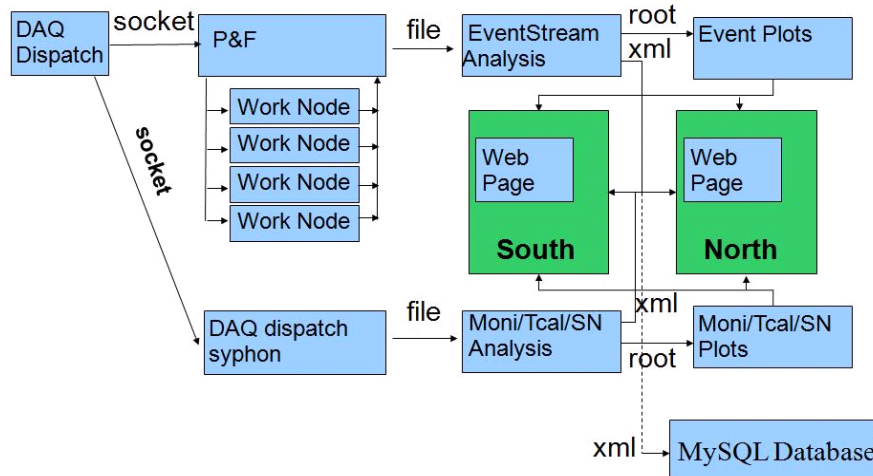 DAQ
Dispatch
socket
P&F
file
EventStream
Analysis
root
xml
Event Plots
Work Node
Work Node
Work Node
Work Node
socket
Web
Page
South
Web
Page
North
DAQ dispatch
syphon
file
Moni/Tcal/SN
Analysis
xml
root
Moni/Tcal/SN
Plots
xml
MySQL Database